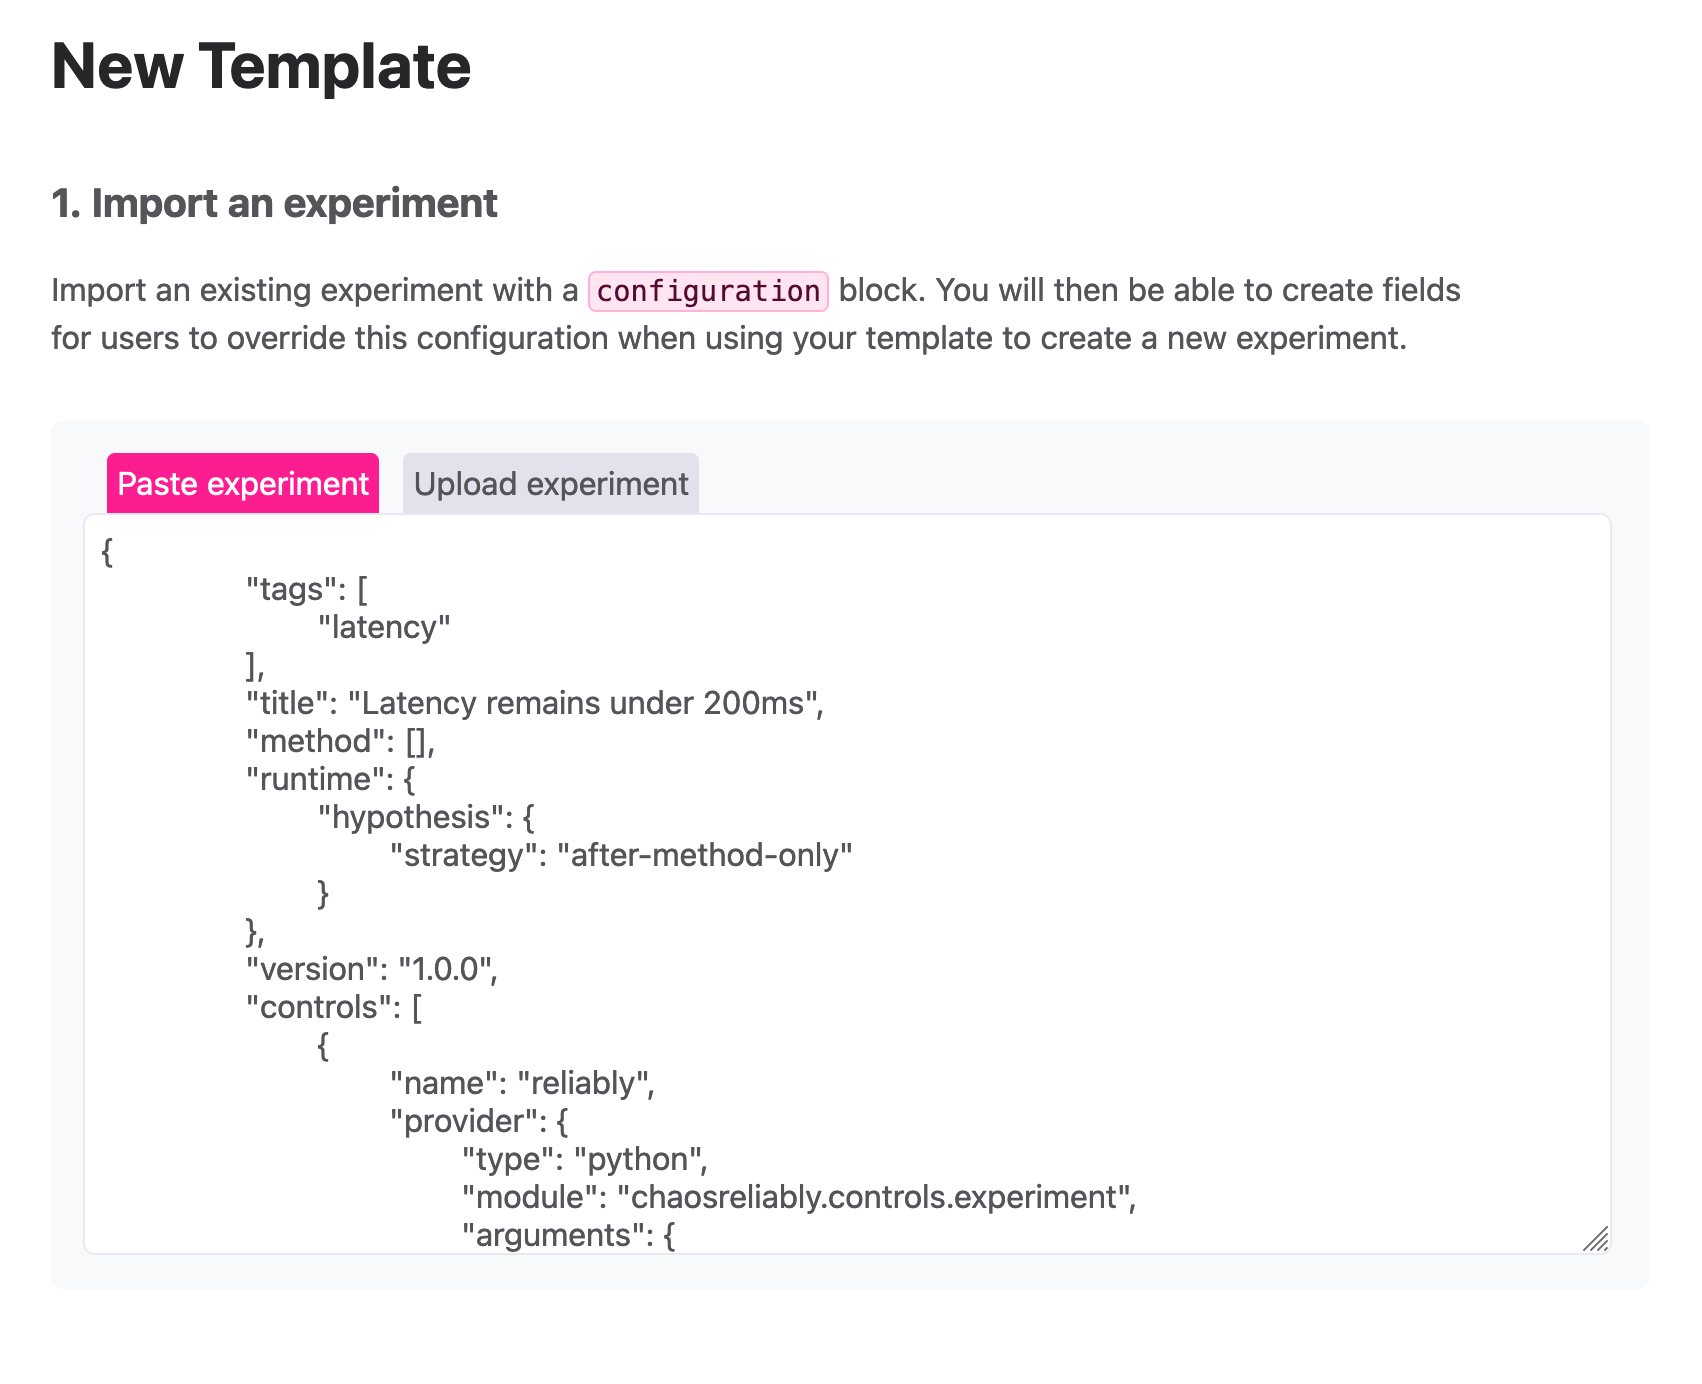 New Template
1. Import an experiment
Import an existing experiment with a configuration block. You will then be able to create fields
for users to override this configuration when using your template to create a new experiment.
Paste experiment Upload experiment
{
"tags": [
"latency"
],
"title": "Latency remains under 200ms",
"method": [],
"runtime": {
"hypothesis": {
"strategy": "after-method-only"
}
},
"version": "1.0.0",
"controls": [
{
"name": "reliably",
"provider": {
"type": "python",
"module": "chaosreliably.controls.experiment",
"arguments": {